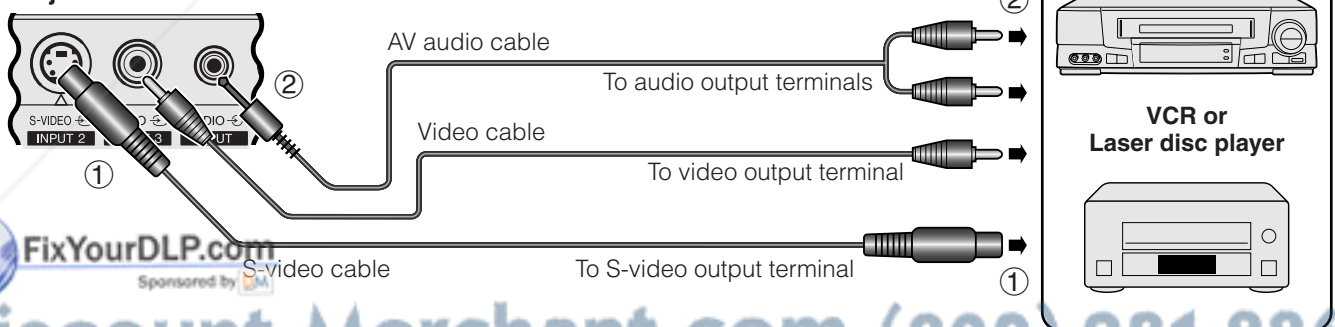 ②
AV audio cable
To audio output terminals
②
S-VIDEO
INPUT 2
Video cable
VCR or
Laser disc player
①
To video output terminal
FixYourDLP.com
Sponsored by
S-video cable
To S-video output terminal
①